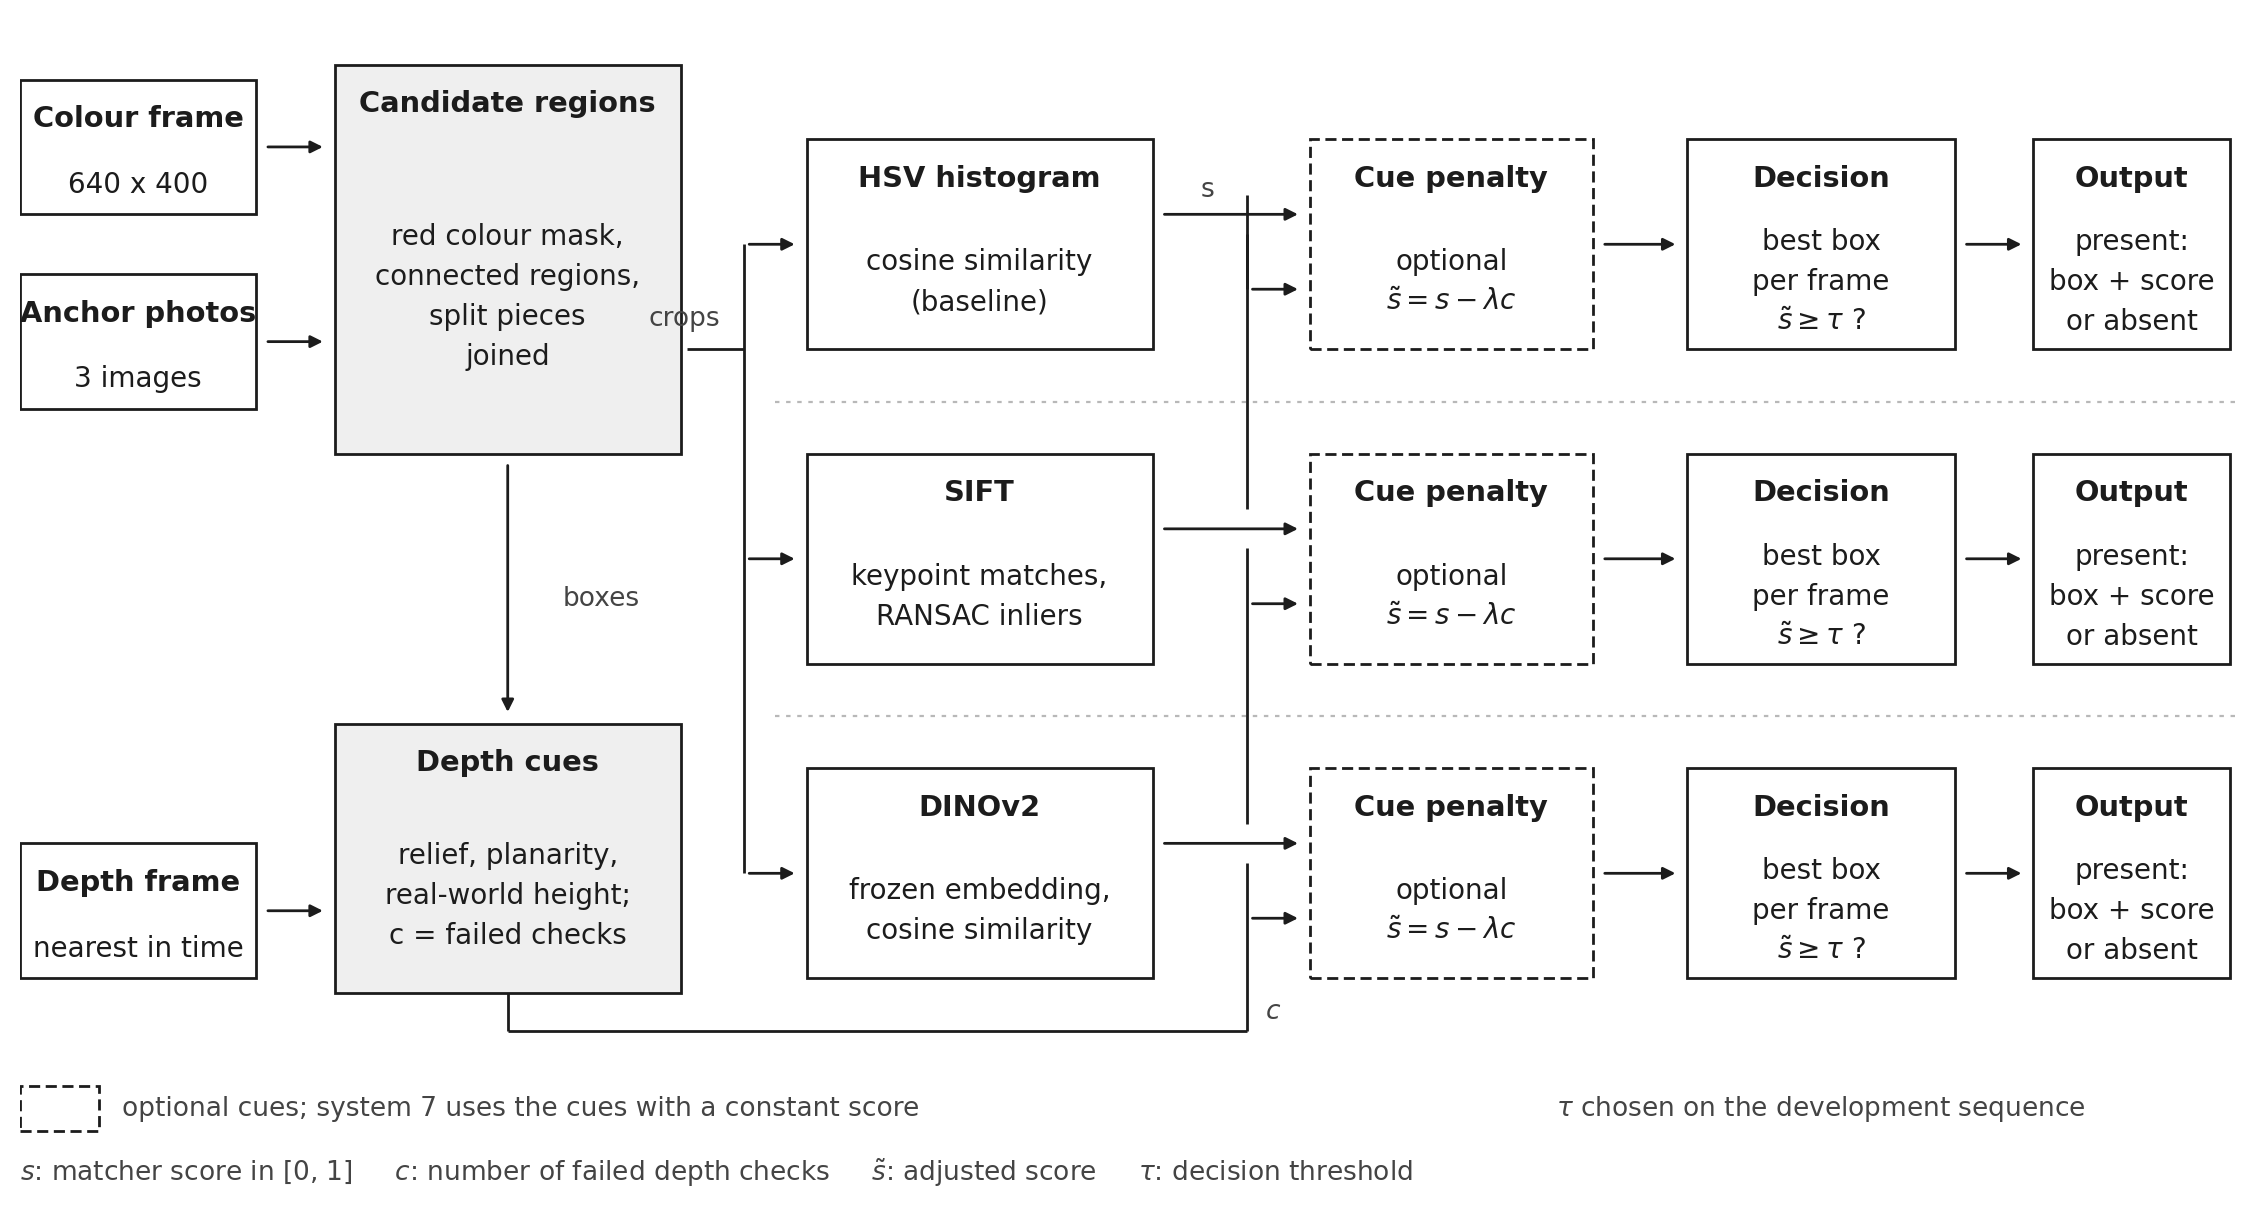 Colour frame
640 x 400
Anchor photos
3 images
Candidate regions
red colour mask,
connected regions,
split pieces
joined
crops
boxes
Depth frame
nearest in time
Depth cues
relief, planarity,
real-world height;
c = failed checks
HSV histogram
cosine similarity
(baseline)
s
Cue penalty
optional
s̃ = s − λc
Decision
best box
per frame
s̃ ≥ τ ?
Output
present:
box + score
or absent
SIFT
keypoint matches,
RANSAC inliers
Cue penalty
optional
s̃ = s − λc
Decision
best box
per frame
s̃ ≥ τ ?
Output
present:
box + score
or absent
DINOv2
frozen embedding,
cosine similarity
Cue penalty
optional
s̃ = s − λc
Decision
best box
per frame
s̃ ≥ τ ?
Output
present:
box + score
or absent
c
optional cues; system 7 uses the cues with a constant score
τ chosen on the development sequence
s: matcher score in [0, 1] c: number of failed depth checks s̃: adjusted score τ: decision threshold